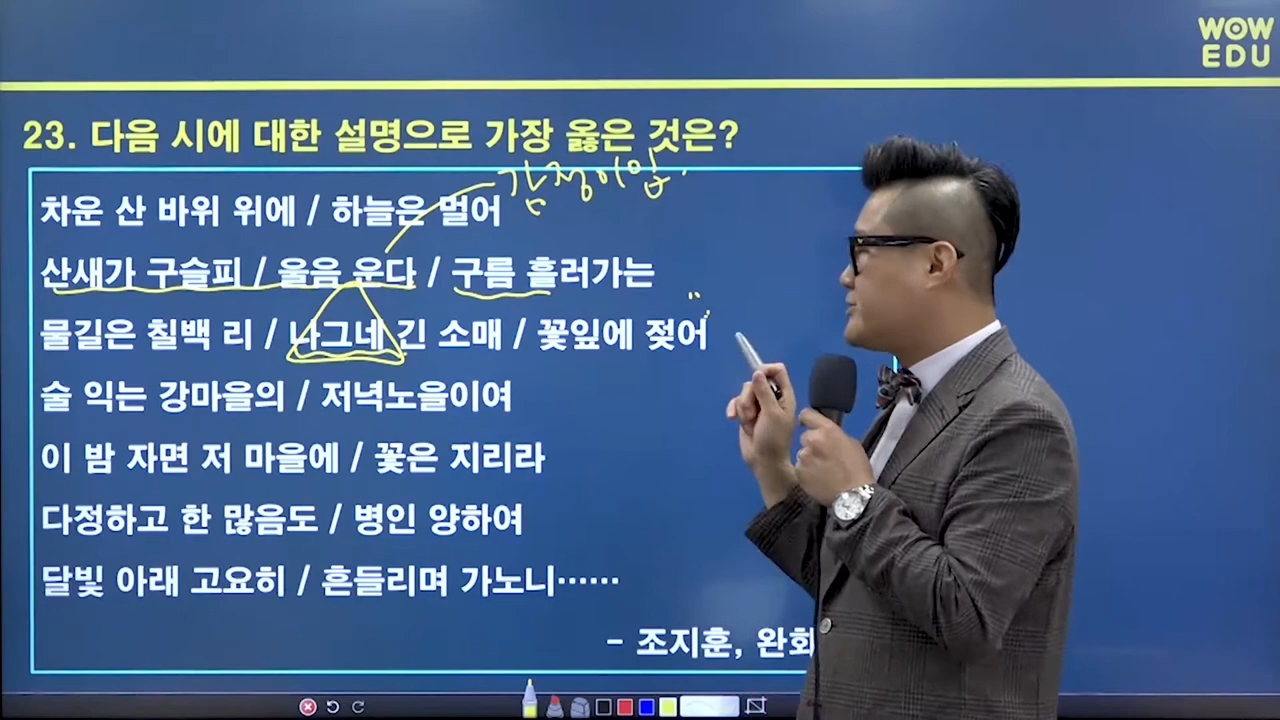 WOW
EDU
23. 다음 시에 대한 설명으로 가장 옳은 것은?
감정이입.
차운 산 바위 위에 / 하늘은 멀어
산새가 구슬피 / 울음 운다 / 구름 흘러가는
물길은 칠백 리 / 나그네 긴 소매 / 꽃잎에 젖어
술 익는 강마을의 / 저녁노을이여
이 밤 자면 저 마을에 / 꽃은 지리라
다정하고 한 많음도 / 병인 양하여
달빛 아래 고요히 / 흔들리며 가노니······
- 조지훈, 완화